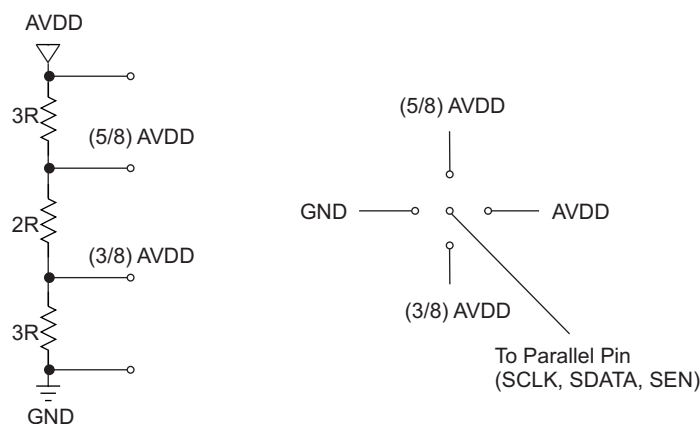 AVDD
3R
(5/8) AVDD
2R
(3/8) AVDD
3R
GND
(5/8) AVDD
GND
AVDD
(3/8) AVDD
To Parallel Pin
(SCLK, SDATA, SEN)